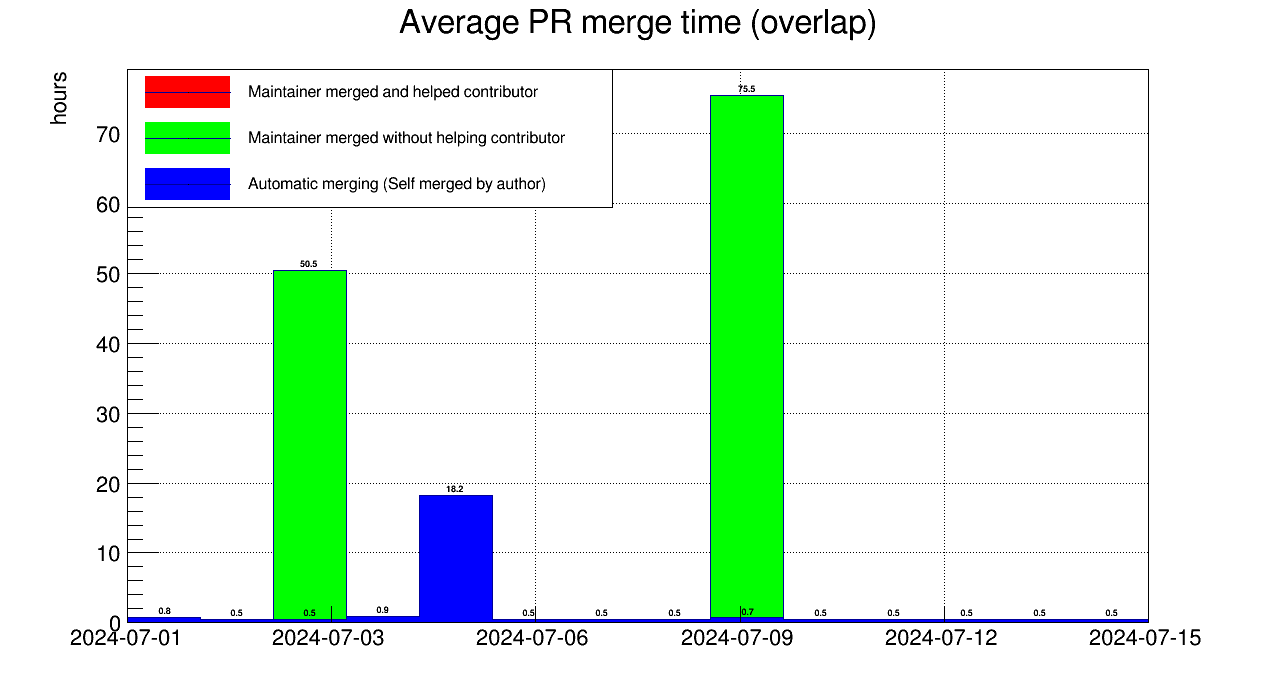 Average PR merge time (overlap)
hours
Maintainer merged and helped contributor
Maintainer merged without helping contributor
Automatic merging (Self merged by author)
70
60
50
40
30
20
10
0
75.5
50.5
18.2
0.8 0.5 0.5 0.9 0.5 0.5 0.5 0.7 0.5 0.5 0.5 0.5 0.5
2024-07-01 2024-07-03 2024-07-06 2024-07-09 2024-07-12 2024-07-15